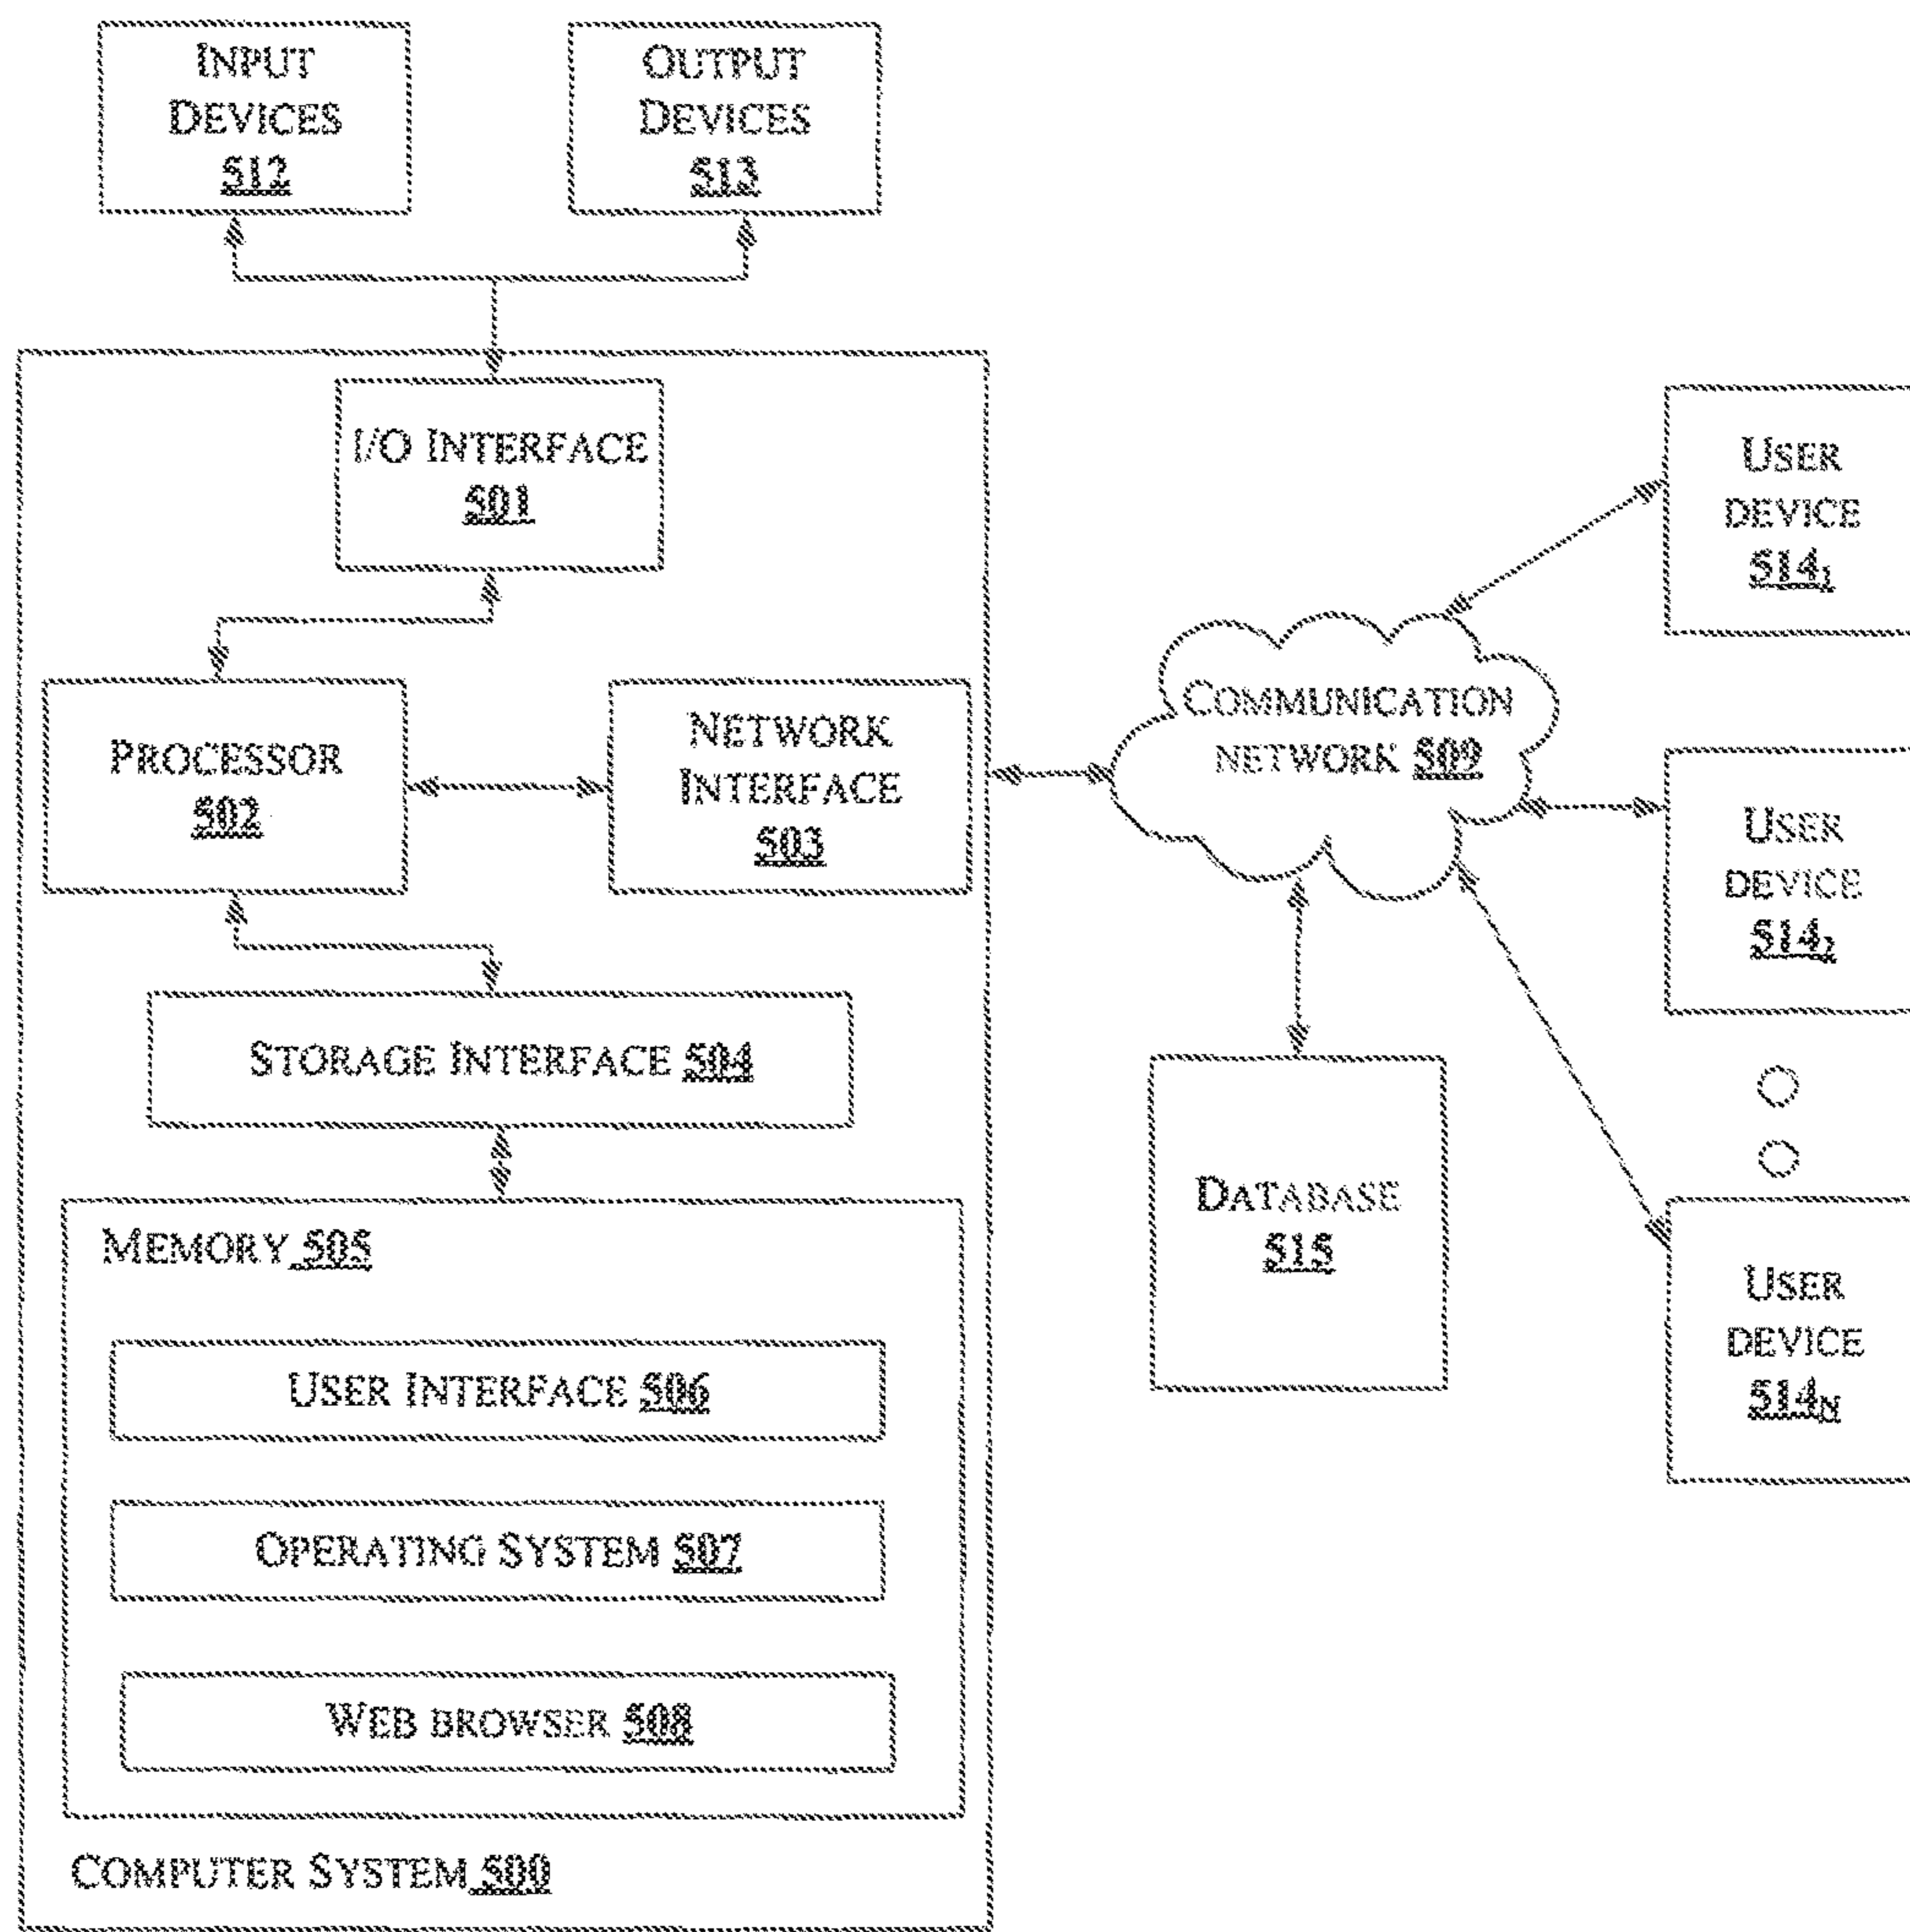 INPUT
DEVICES
512
OUTPUT
DEVICES
513
I/O INTERFACE
501
PROCESSOR
502
NETWORK
INTERFACE
503
STORAGE INTERFACE 504
MEMORY 505
USER INTERFACE 506
OPERATING SYSTEM 507
WEB BROWSER 508
COMPUTER SYSTEM 500
COMMUNICATION
NETWORK 509
DATABASE
515
USER
DEVICE
514₁
USER
DEVICE
514₂
USER
DEVICE
514N